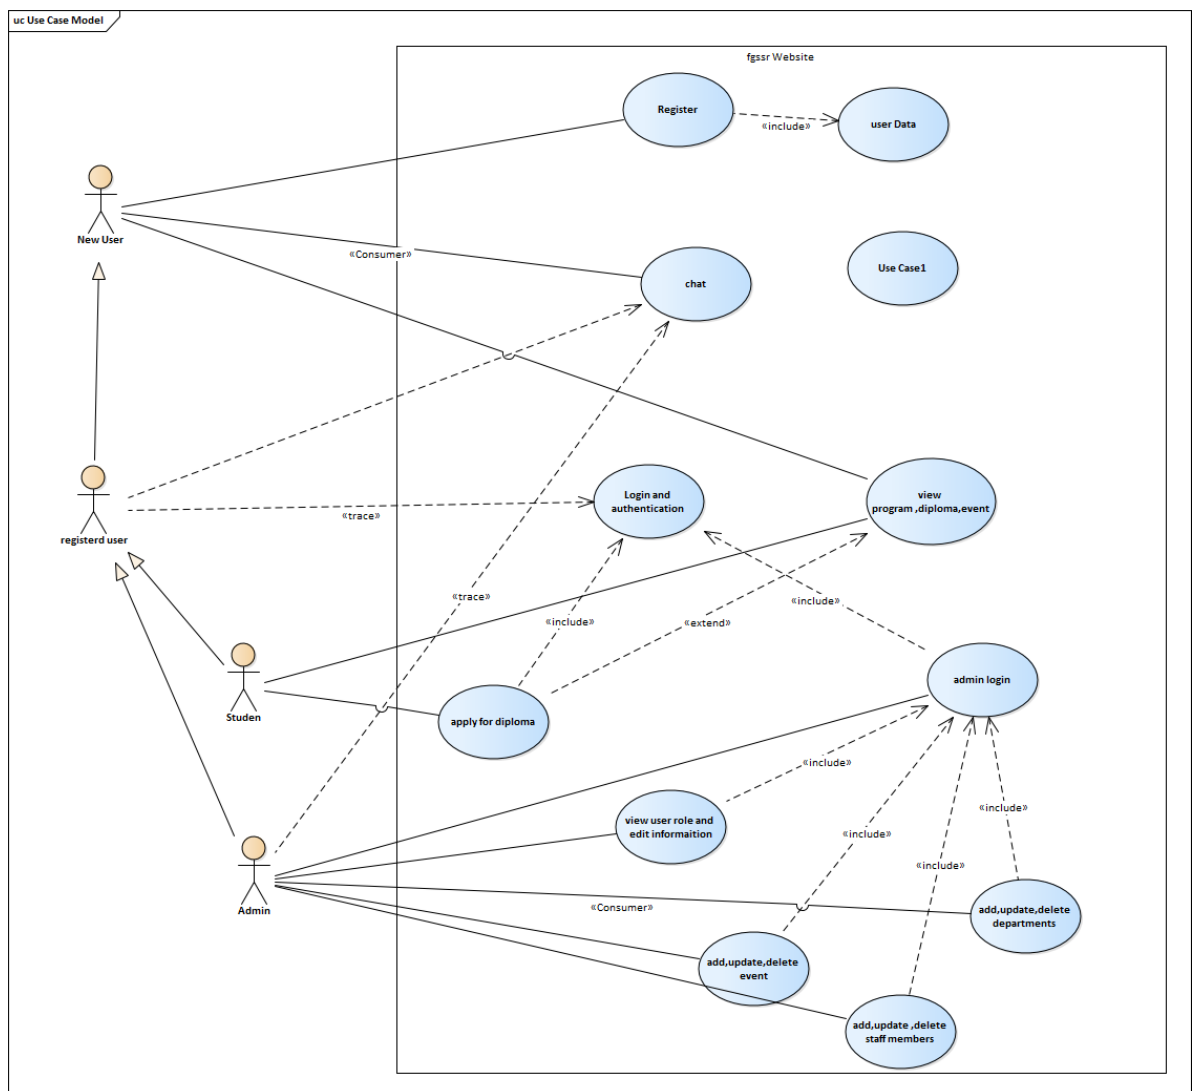 uc Use Case Model
fgssr Website
Register
«include»
user Data
New User
«Consumer»
chat
Use Case1
registerd user
«trace»
Login and
authentication
view
program ,diploma,event
«trace»
«include»
«extend»
«include»
Studen
apply for diploma
admin login
«include»
view user role and
edit informaition
«include»
«include»
«include»
Admin
«Consumer»
add,update,delete
departments
add,update,delete
event
add,update ,delete
staff members